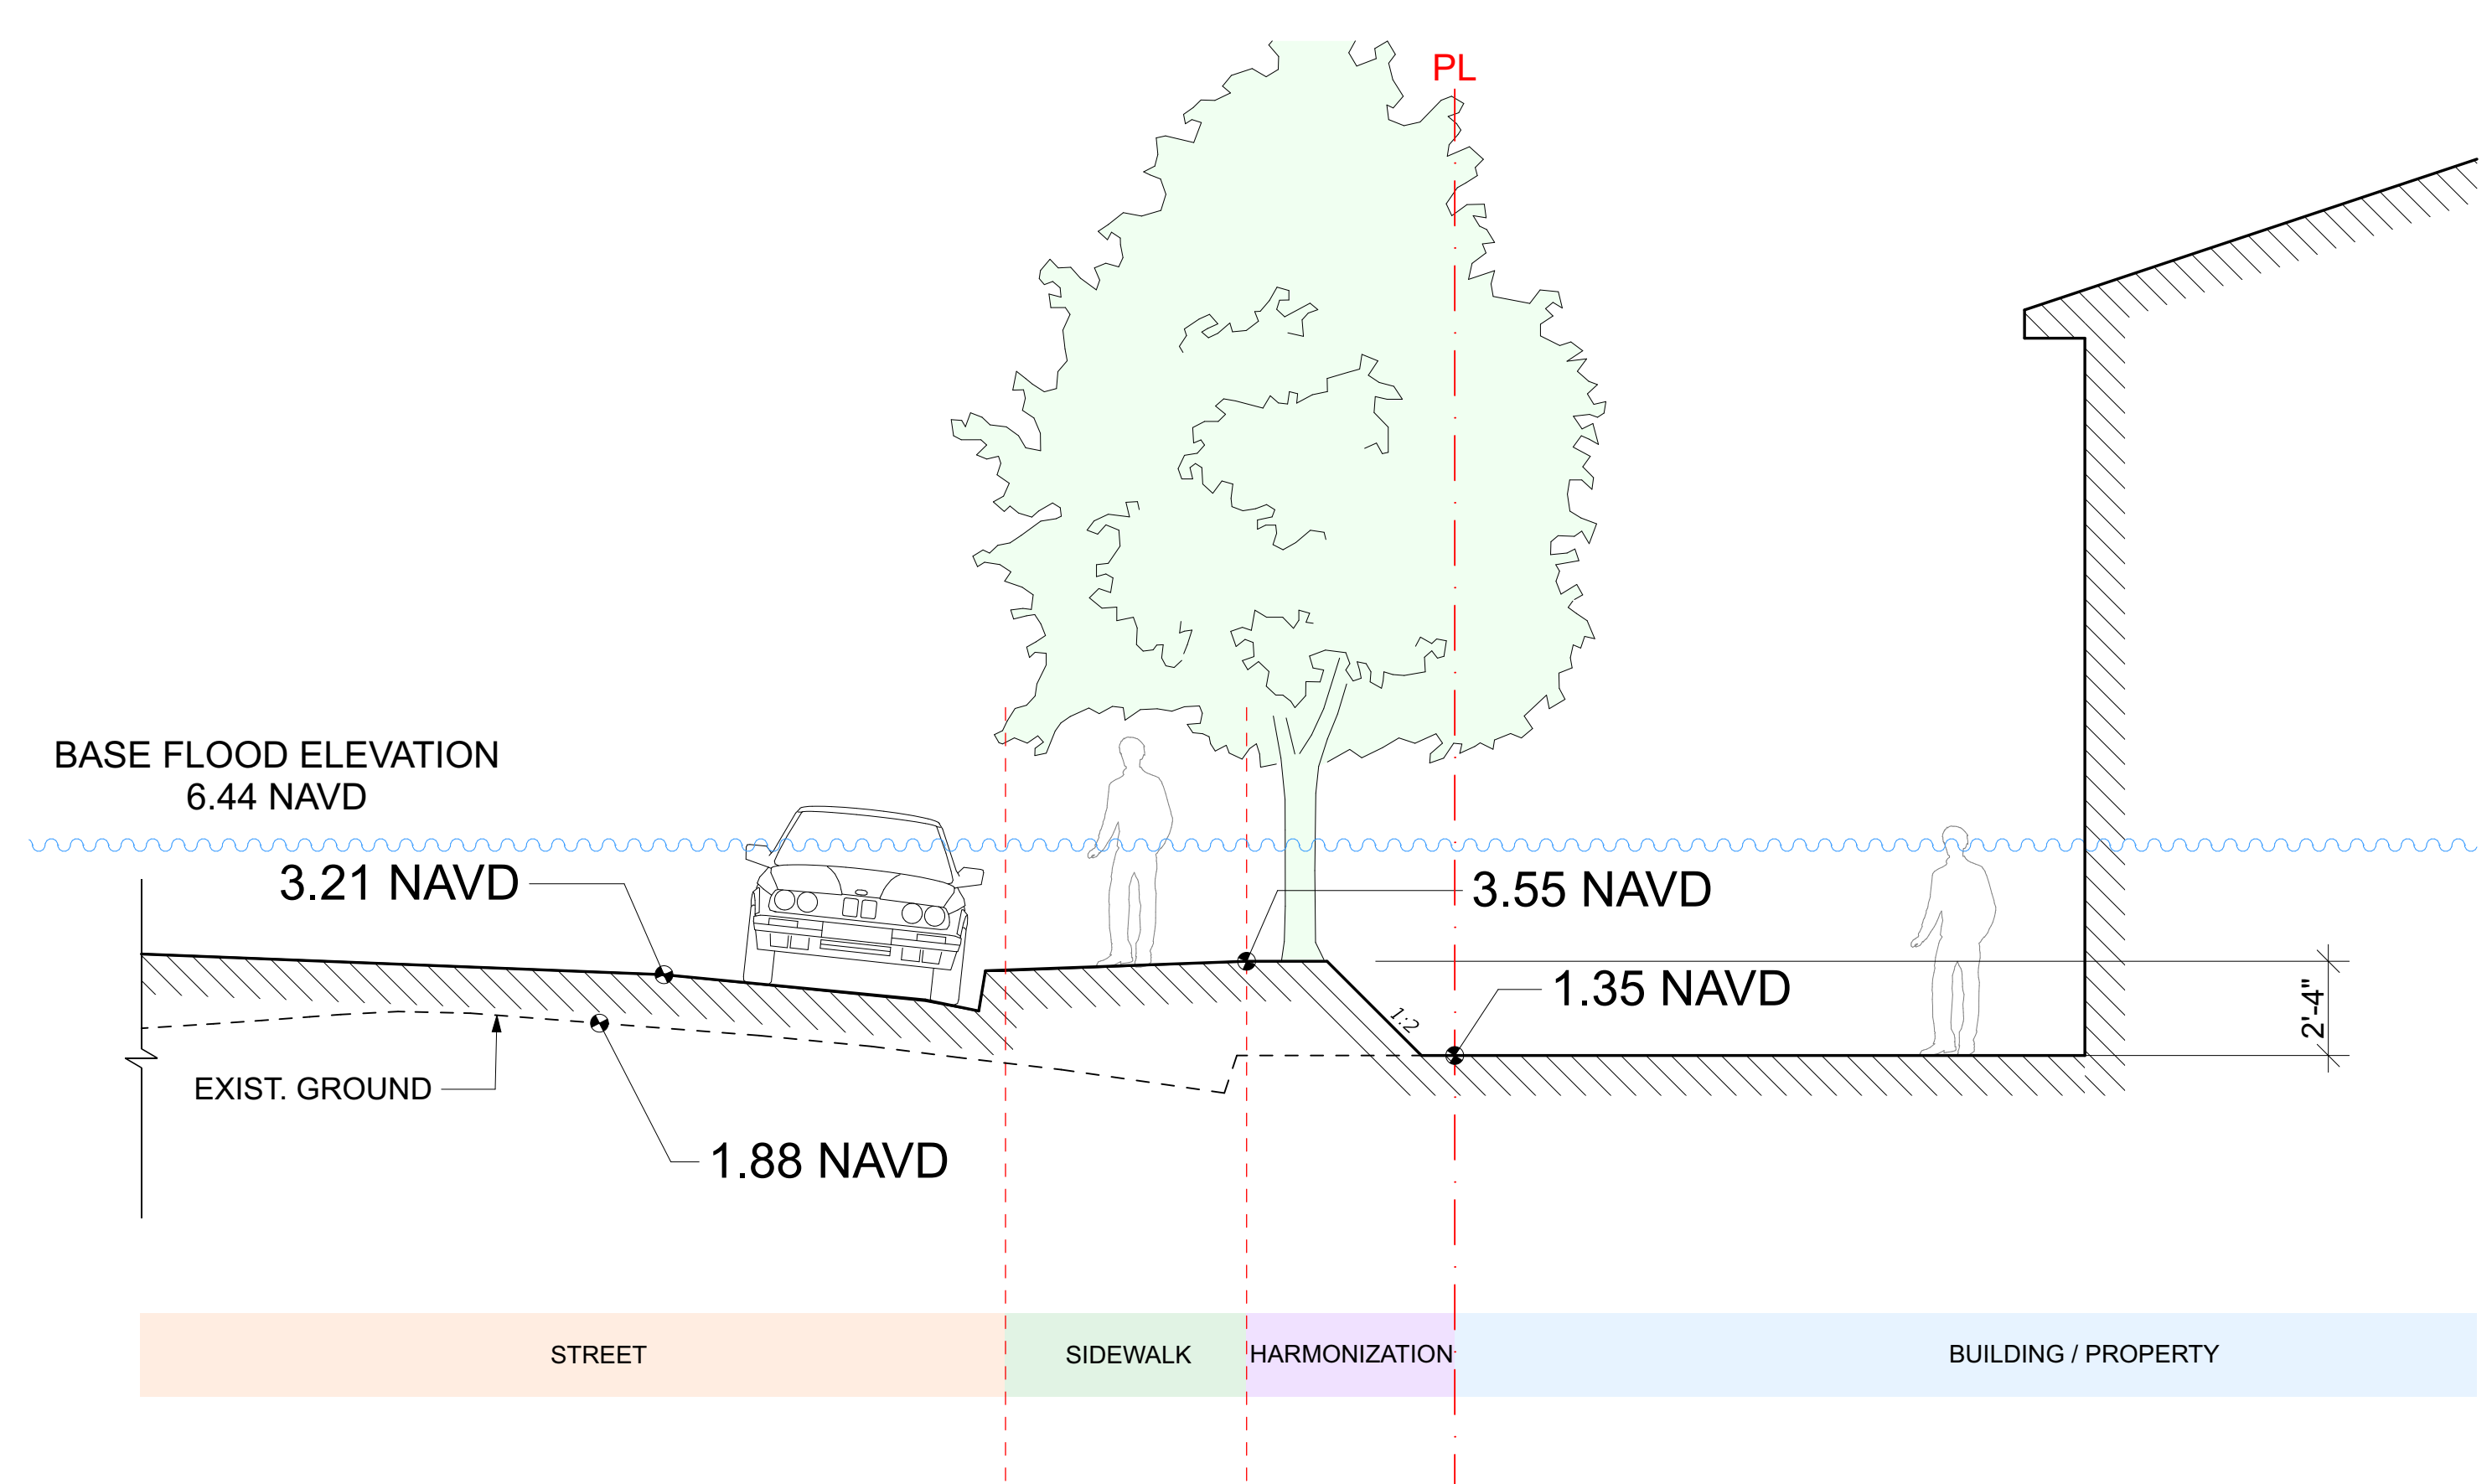 PL
BASE FLOOD ELEVATION
6.44 NAVD
3.21 NAVD
3.55 NAVD
1.35 NAVD
1:2
2'-4"
EXIST. GROUND
1.88 NAVD
STREET
SIDEWALK
HARMONIZATION
BUILDING / PROPERTY